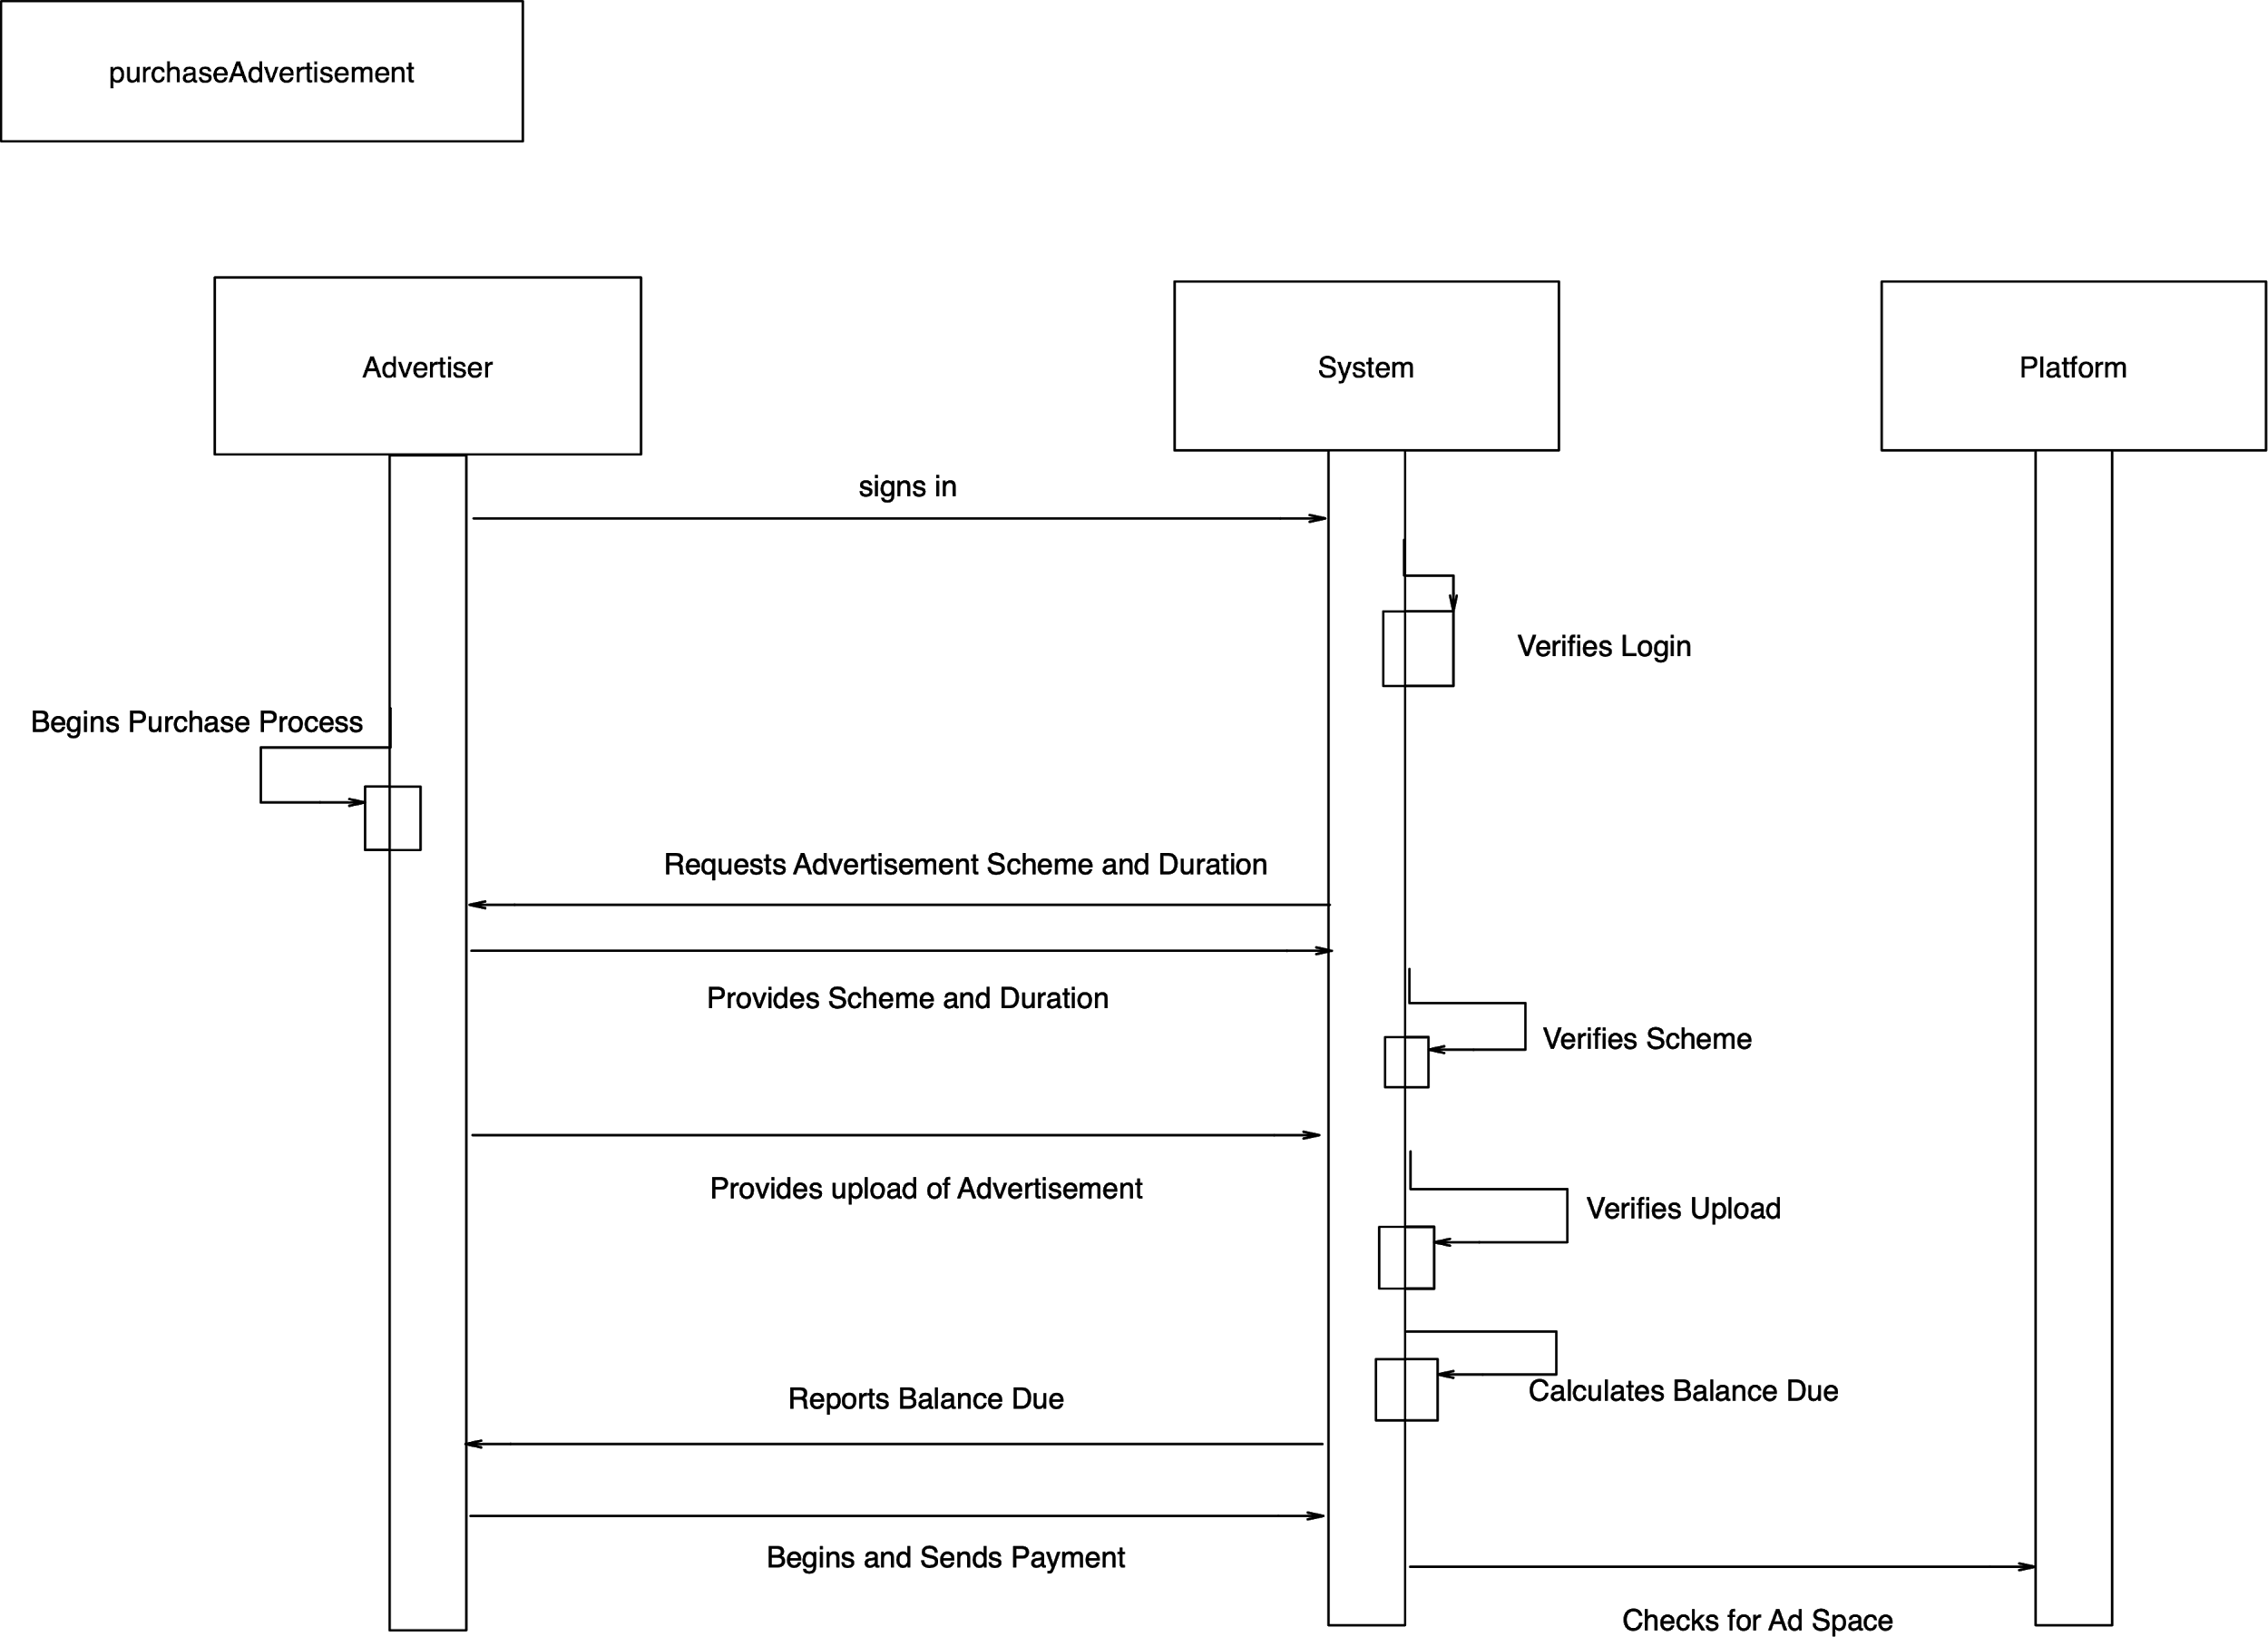 purchaseAdvertisement
Advertiser
System
Platform
signs in
Verifies Login
Begins Purchase Process
Requests Advertisement Scheme and Duration
Provides Scheme and Duration
Verifies Scheme
Provides upload of Advertisement
Verifies Upload
Calculates Balance Due
Reports Balance Due
Begins and Sends Payment
Checks for Ad Space